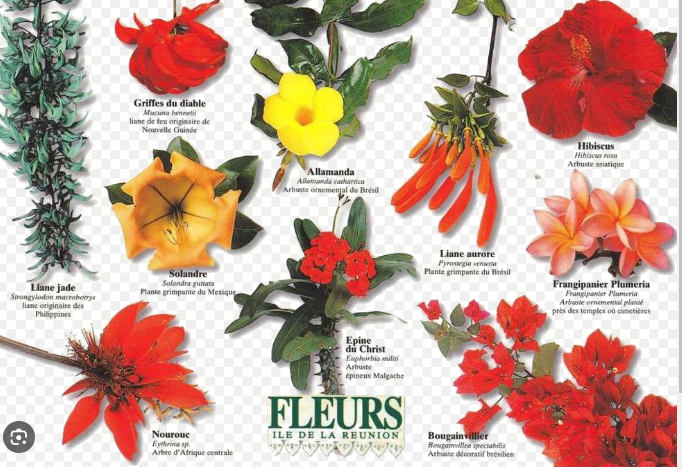 Griffes du diable
Mucuna bennetii
liane de feu originaire de
Nouvelle Guinée
Allamanda
Allamanda cathartica
Arbuste ornemental du Brésil
Hibiscus
Hibiscus rosa
Arbuste asiatique
Liane jade
Strongylodon macrobotrys
liane originaire des
Philippines
Solandre
Solandra guttata
Plante grimpante du Mexique
Liane aurore
Pyrostegia venusta
Plante grimpante du Brésil
Frangipanier Plumeria
Frangipanier Plumeria
Arbuste ornemental planté
près des temples où cimetières
Epine
du Christ
Euphorbia militi
Arbuste
épineux Malgache
Nourouc
Eythrina sp.
Arbre d'Afrique centrale
FLEURS
ILE DE LA REUNION
Bougainvillier
Bougainvillea spectabilis
Arbuste décoratif brésilien